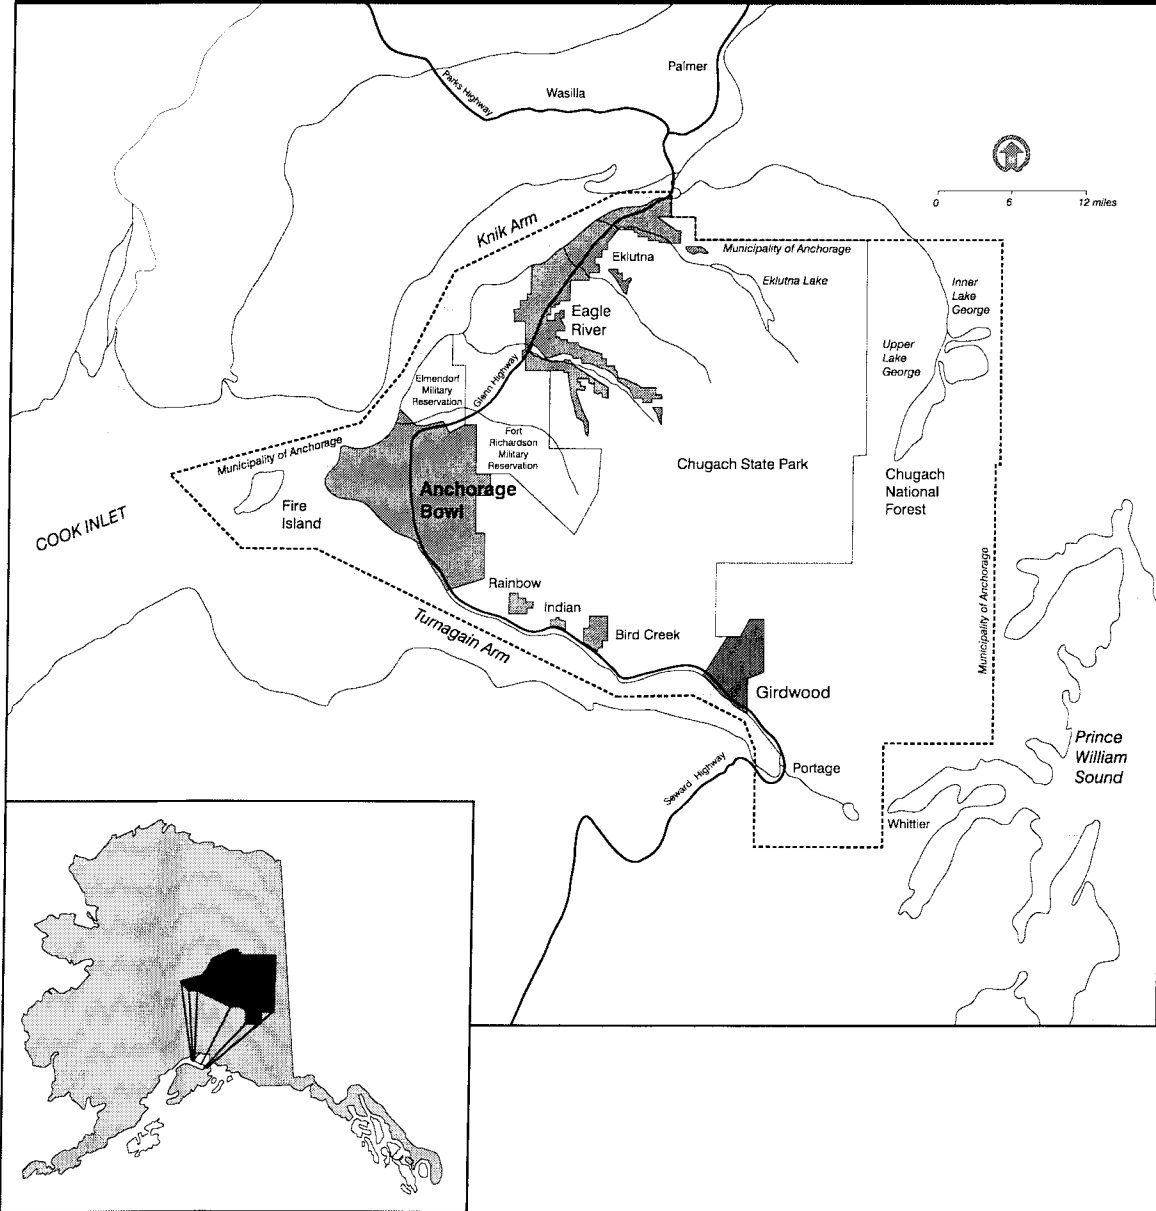 Palmer
Parks Highway
Wasilla
N
0 6 12 miles
Knik Arm
Municipality of Anchorage
Eklutna
Eklutna Lake
Inner
Lake
George
Eagle
River
Upper
Lake
George
Elmendorf
Military
Reservation
Glenn Highway
Municipality of Anchorage
Fort
Richardson
Military
Reservation
Chugach State Park
Chugach
National
Forest
Anchorage
Bowl
Fire
Island
COOK INLET
Rainbow
Indian
Bird Creek
Turnagain Arm
Municipality of Anchorage
Girdwood
Prince
William
Sound
Seward Highway
Portage
Whittier